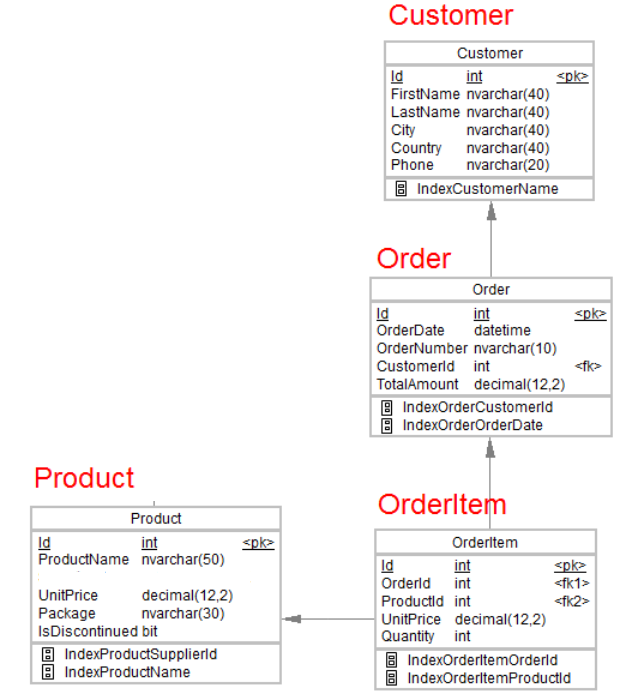 Customer
Customer
Id int <pk>
FirstName nvarchar(40)
LastName nvarchar(40)
City nvarchar(40)
Country nvarchar(40)
Phone nvarchar(20)
IndexCustomerName
Order
Order
Id int <pk>
OrderDate datetime
OrderNumber nvarchar(10)
CustomerId int <fk>
TotalAmount decimal(12,2)
IndexOrderCustomerId
IndexOrderOrderDate
Product
Product
Id int <pk>
ProductName nvarchar(50)
UnitPrice decimal(12,2)
Package nvarchar(30)
IsDiscontinued bit
IndexProductSupplierId
IndexProductName
OrderItem
OrderItem
Id int <pk>
OrderId int <fk1>
ProductId int <fk2>
UnitPrice decimal(12,2)
Quantity int
IndexOrderItemOrderId
IndexOrderItemProductId